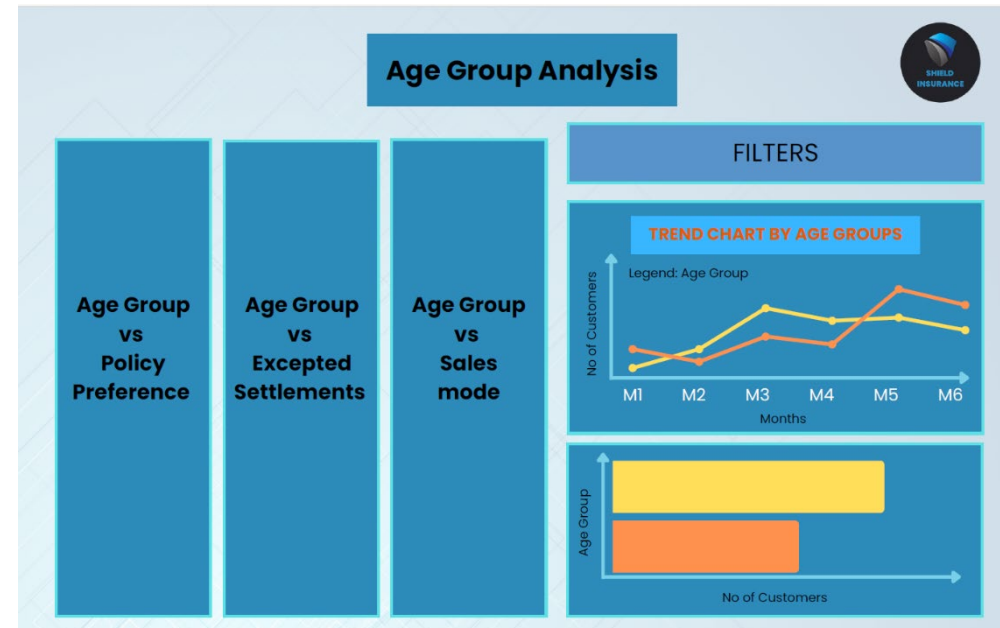 Age Group Analysis
SHIELD
INSURANCE
Age Group
vs
Policy
Preference
Age Group
vs
Excepted
Settlements
Age Group
vs
Sales
mode
FILTERS
TREND CHART BY AGE GROUPS
Legend: Age Group
No of Customers
M1 M2 M3 M4 M5 M6
Months
Age Group
No of Customers